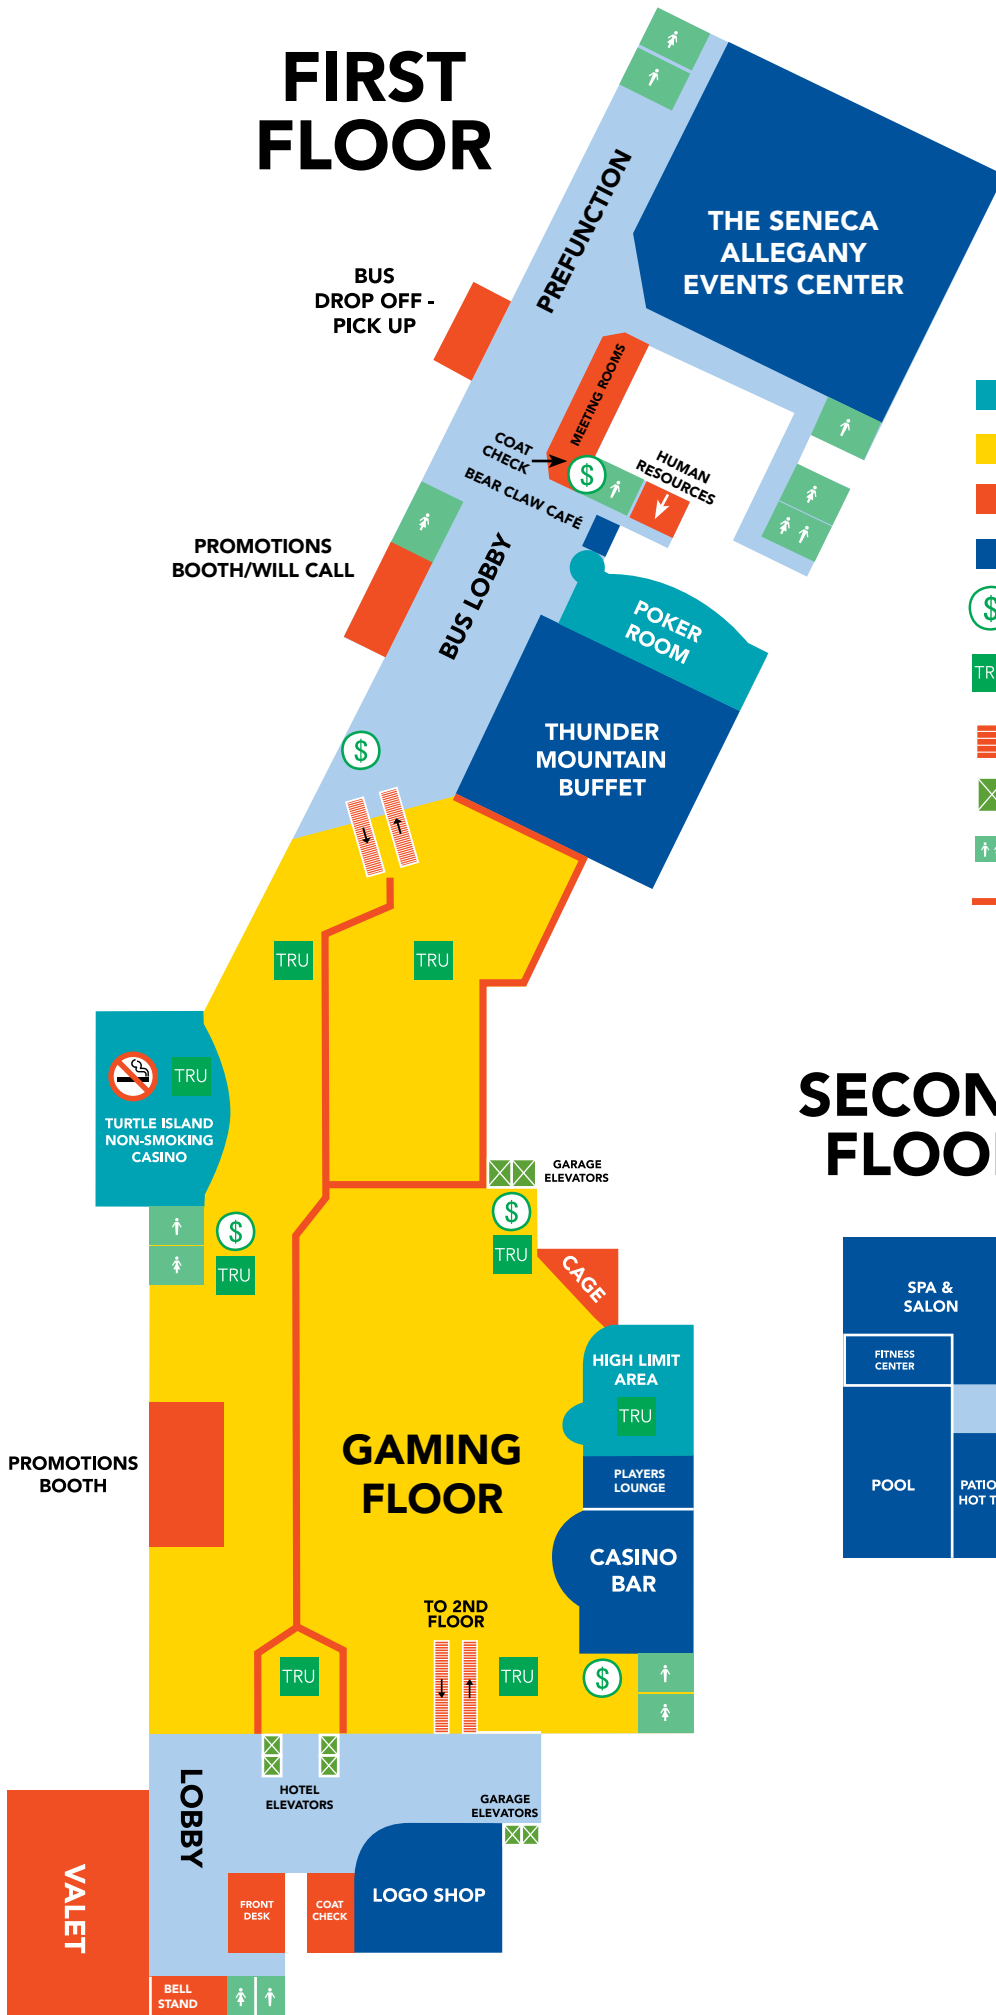 FIRST
FLOOR
PREFUNCTION
THE SENECA
ALLEGANY
EVENTS CENTER
BUS
DROP OFF -
PICK UP
MEETING ROOMS
COAT
CHECK
$
HUMAN
RESOURCES
BEAR CLAW CAFÉ
PROMOTIONS
BOOTH/WILL CALL
BUS LOBBY
POKER
ROOM
$
TR
THUNDER
MOUNTAIN
BUFFET
$
TRU
TRU
TRU
TURTLE ISLAND
NON-SMOKING
CASINO
SECON
FLOO
GARAGE
ELEVATORS
$
$
TRU
TRU
CAGE
SPA &
SALON
FITNESS
CENTER
HIGH LIMIT
AREA
TRU
GAMING
FLOOR
PROMOTIONS
BOOTH
PLAYERS
LOUNGE
POOL
PATIO
HOT T
CASINO
BAR
TO 2ND
FLOOR
TRU
TRU
$
LOBBY
HOTEL
ELEVATORS
GARAGE
ELEVATORS
VALET
FRONT
DESK
COAT
CHECK
LOGO SHOP
BELL
STAND